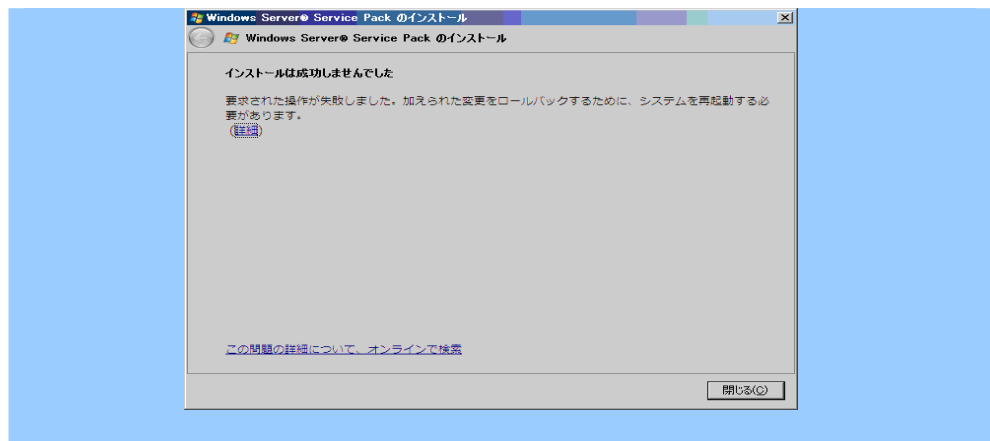 Windows Server® Service Pack のインストール
Windows Server® Service Pack のインストール
インストールは成功しませんでした
要求された操作が失敗しました。加えられた変更をロールバックするために、システムを再起動する必
要があります。
(詳細)
この問題の詳細について、オンラインで検索
閉じる(C)